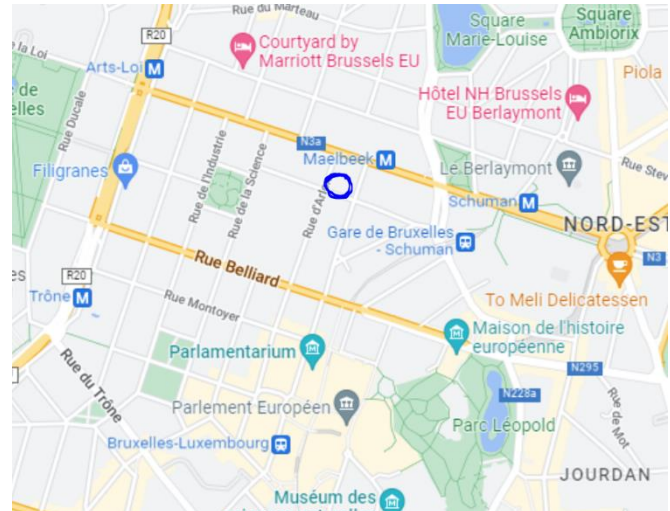 Rue du Marteau
Square
Marie-Louise
Square
Ambiorix
e la Loi
R20
Courtyard by
Marriott Brussels EU
Arts-Loi
M
Piola
Hôtel NH Brussels
EU Berlaymont
de
elles
Rue Ducale
Rue de l'Industrie
Rue de la Science
N3a
Maelbeek
M
Le Berlaymont
Rue Stev
Filigranes
Rue d'Arl
Schuman
M
NORD-EST
Gare de Bruxelles
- Schuman
Rue Belliard
N3
es
R20
Trône
M
Rue Montoyer
To Meli Delicatessen
Maison de l'histoire
européenne
Parlamentarium
N295
Rue du Trône
Parlement Européen
N228a
Rue de Mot
Parc Léopold
Bruxelles-Luxembourg
JOURDAN
Muséum des